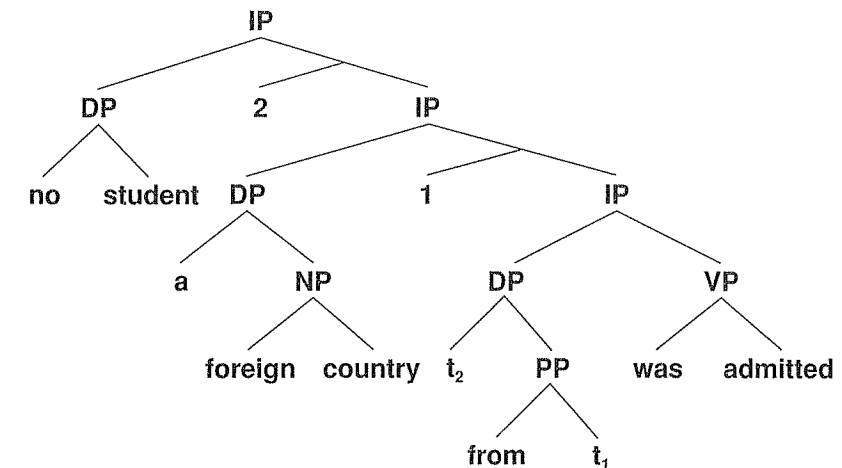 IP
DP 2 IP
no student DP 1 IP
a NP DP VP
foreign country t₂ PP was admitted
from t₁